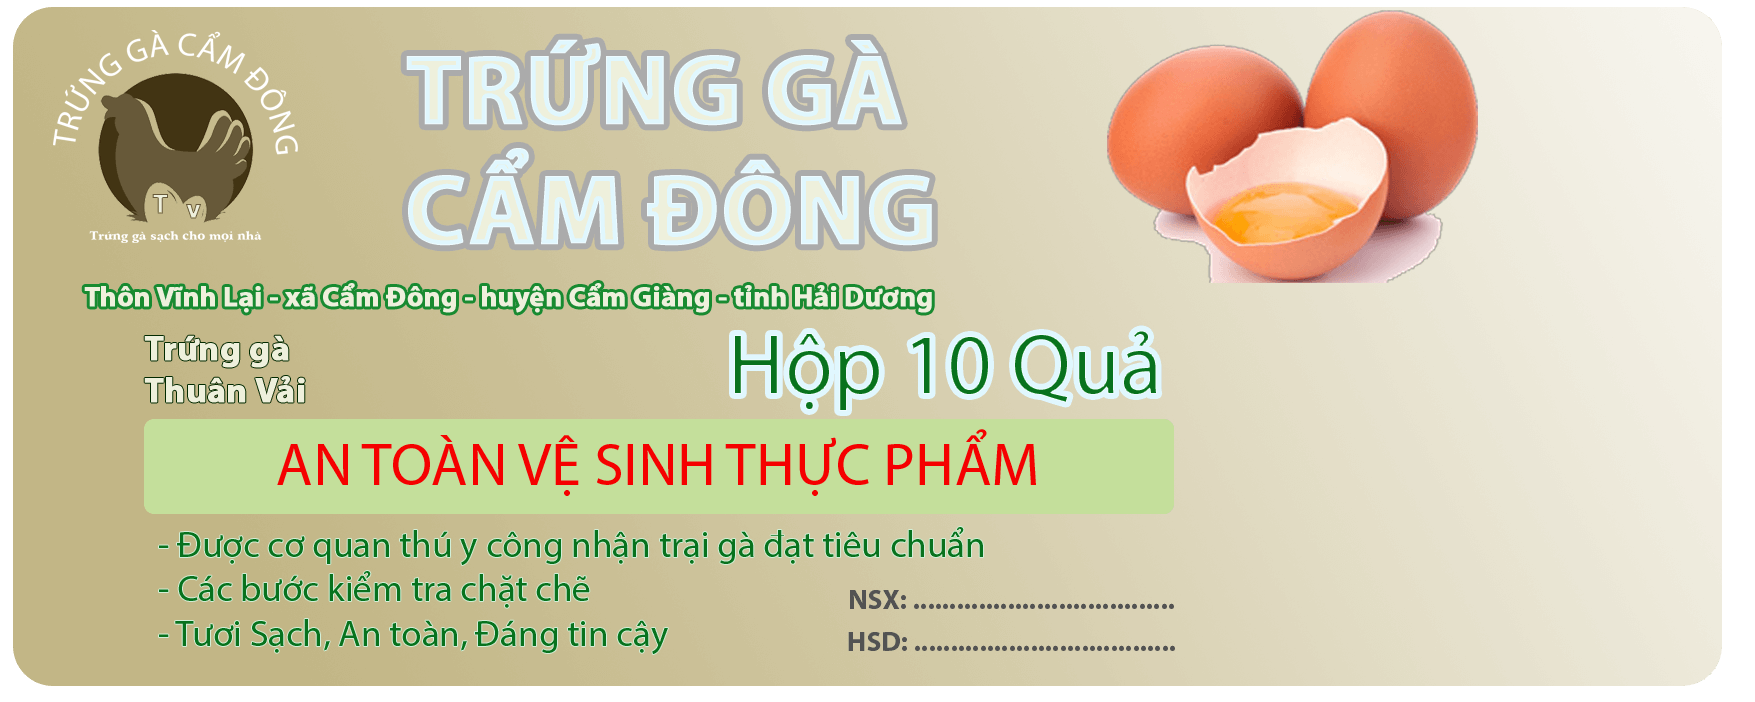 TRỨNG GÀ CẨM ĐÔNG
T V
Trứng gà sạch cho mọi nhà
TRỨNG GÀ
CẨM ĐÔNG
Thôn Vĩnh Lại - xã Cẩm Đông - huyện Cẩm Giàng - tỉnh Hải Dương
Trứng gà
Thuân Vải
Hộp 10 Quả
AN TOÀN VỆ SINH THỰC PHẨM
- Được cơ quan thú y công nhận trại gà đạt tiêu chuẩn
- Các bước kiểm tra chặt chẽ
- Tươi Sạch, An toàn, Đáng tin cậy
NSX: ....................................
HSD: ....................................